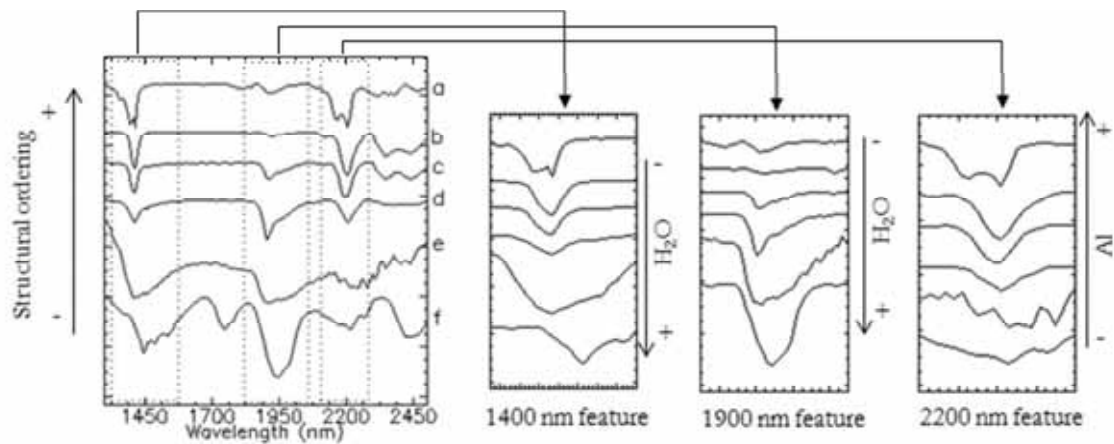 a
b
c
d
e
f
Structural ordering
+
-
1450 1700 1950 2200 2450
Wavelength (nm)
-
H2O
+
1400 nm feature
-
H2O
+
1900 nm feature
+
Al
-
2200 nm feature